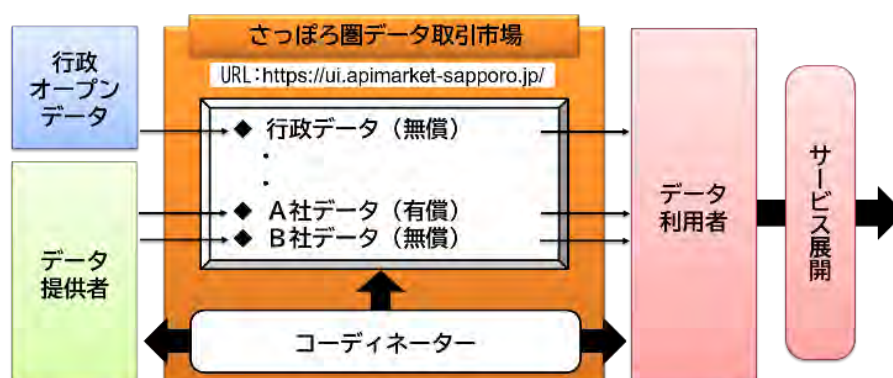 さっぽろ圏データ取引市場
URL:https://ui.apimarket-sapporo.jp/
行政
オープン
データ
データ
提供者
◆ 行政データ（無償）
・
・
◆ A社データ（有償）
◆ B社データ（無償）
コーディネーター
データ
利用者
サービス展開